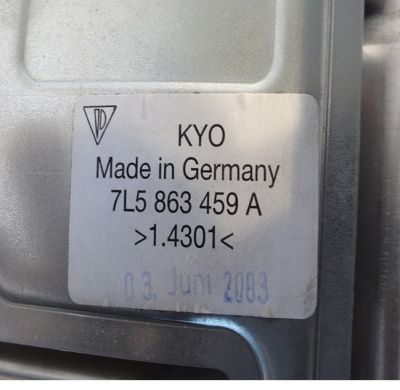 KYO
Made in Germany
7L5 863 459 A
>1.4301<
03. Juni 2003